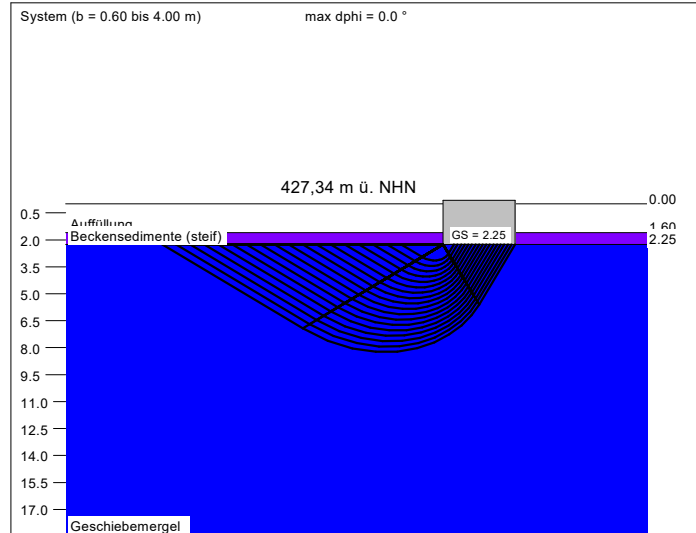 System (b = 0.60 bis 4.00 m) max dphi = 0.0 °
427,34 m ü. NHN
0.00
0.5
Auffüllung
1.60
Beckensedimente (steif)
GS = 2.25
2.0
2.25
3.5
5.0
6.5
8.0
9.5
11.0
12.5
14.0
15.5
17.0
Geschiebemergel